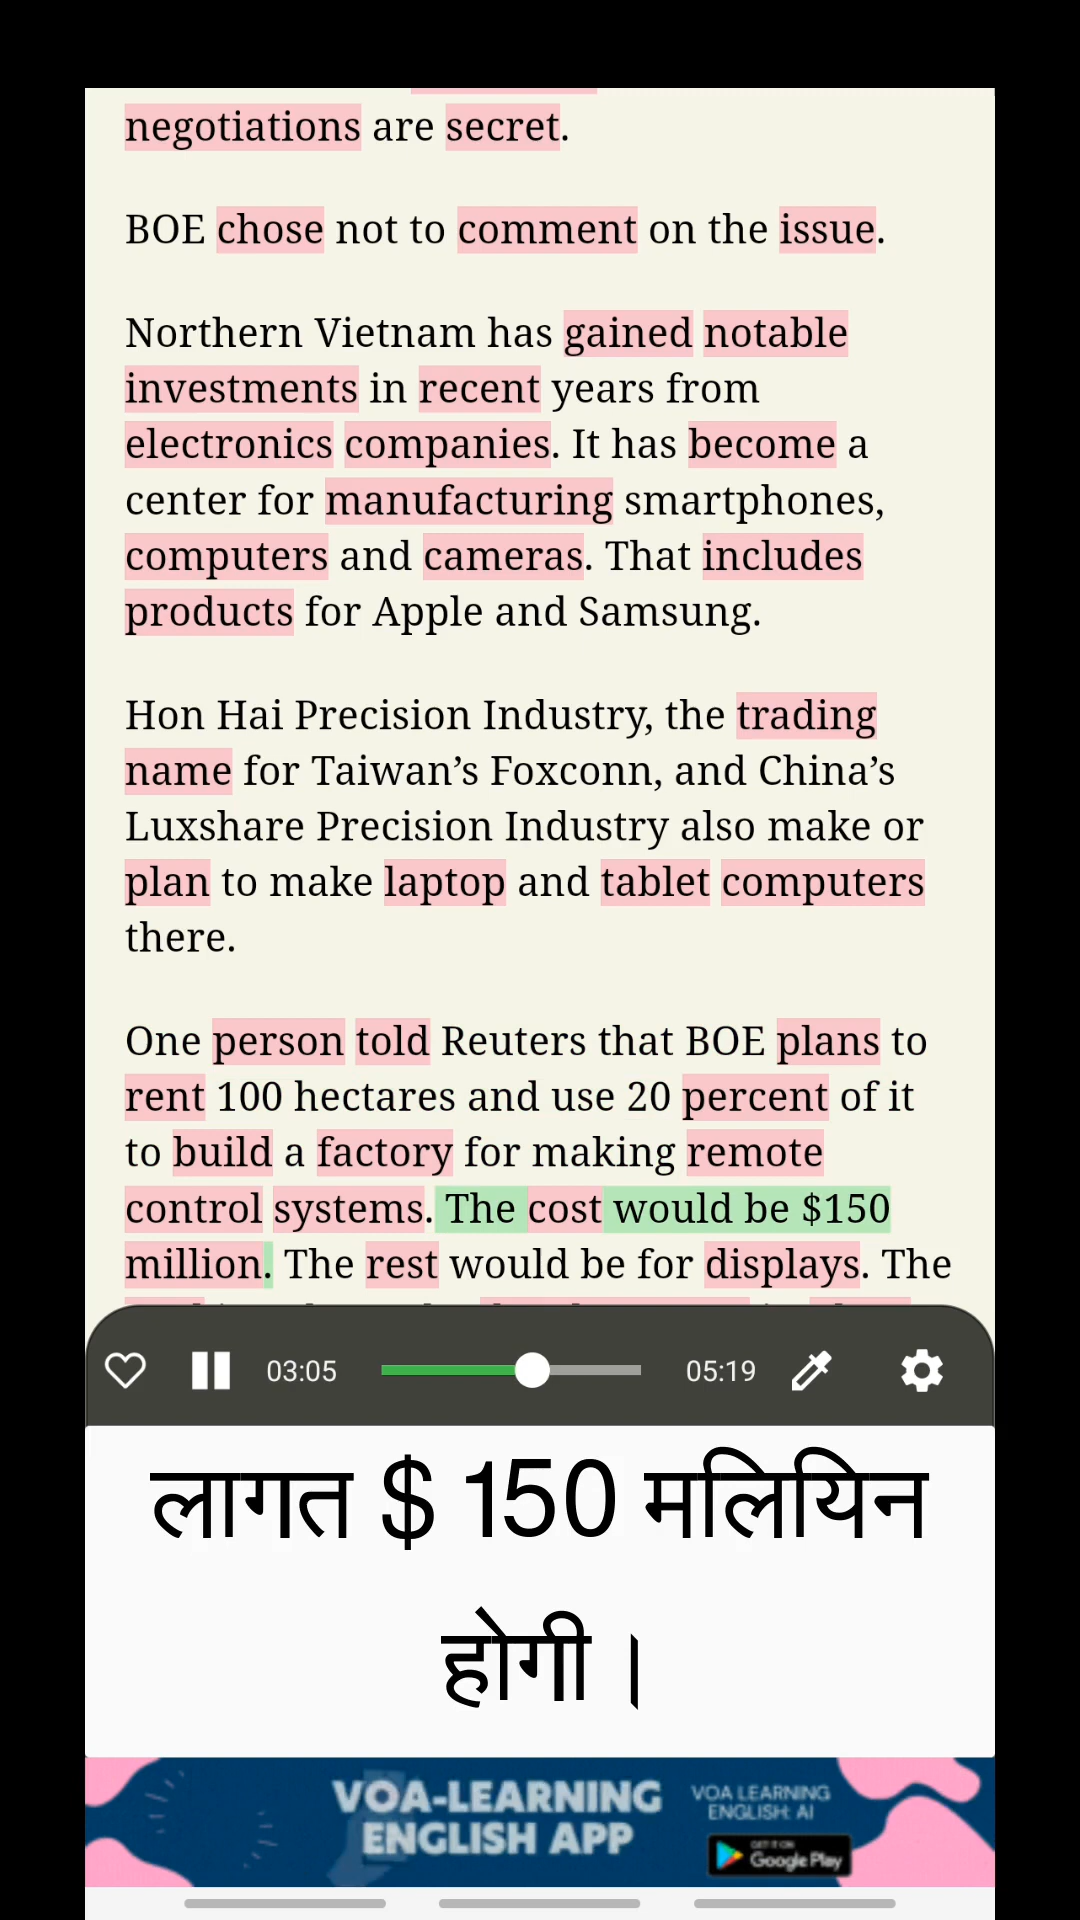 negotiations are secret.
BOE chose not to comment on the issue.
Northern Vietnam has gained notable
investments in recent years from
electronics companies. It has become a
center for manufacturing smartphones,
computers and cameras. That includes
products for Apple and Samsung.
Hon Hai Precision Industry, the trading
name for Taiwan’s Foxconn, and China’s
Luxshare Precision Industry also make or
plan to make laptop and tablet computers
there.
One person told Reuters that BOE plans to
rent 100 hectares and use 20 percent of it
to build a factory for making remote
control systems. The cost would be $150
million. The rest would be for displays. The
03:05 05:19
लागत $ 150 मिलियन
होगी।
VOA-LEARNING
ENGLISH APP
VOA LEARNING
ENGLISH: AI
GET IT ON
Google Play